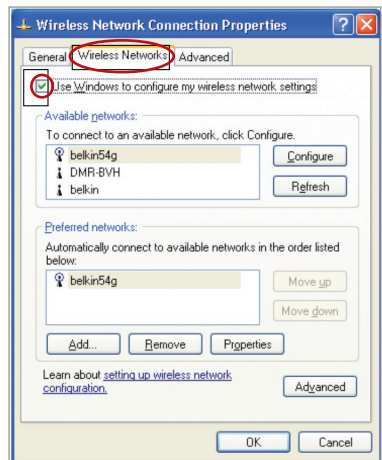 Wireless Network Connection Properties
General Wireless Networks Advanced
Use Windows to configure my wireless network settings
Available networks:
To connect to an available network, click Configure.
belkin54g
Configure
DMR-BVH
belkin
Refresh
Preferred networks:
Automatically connect to available networks in the order listed
below:
belkin54g
Move up
Move down
Add... Remove Properties
Learn about setting up wireless network
configuration.
Advanced
OK Cancel